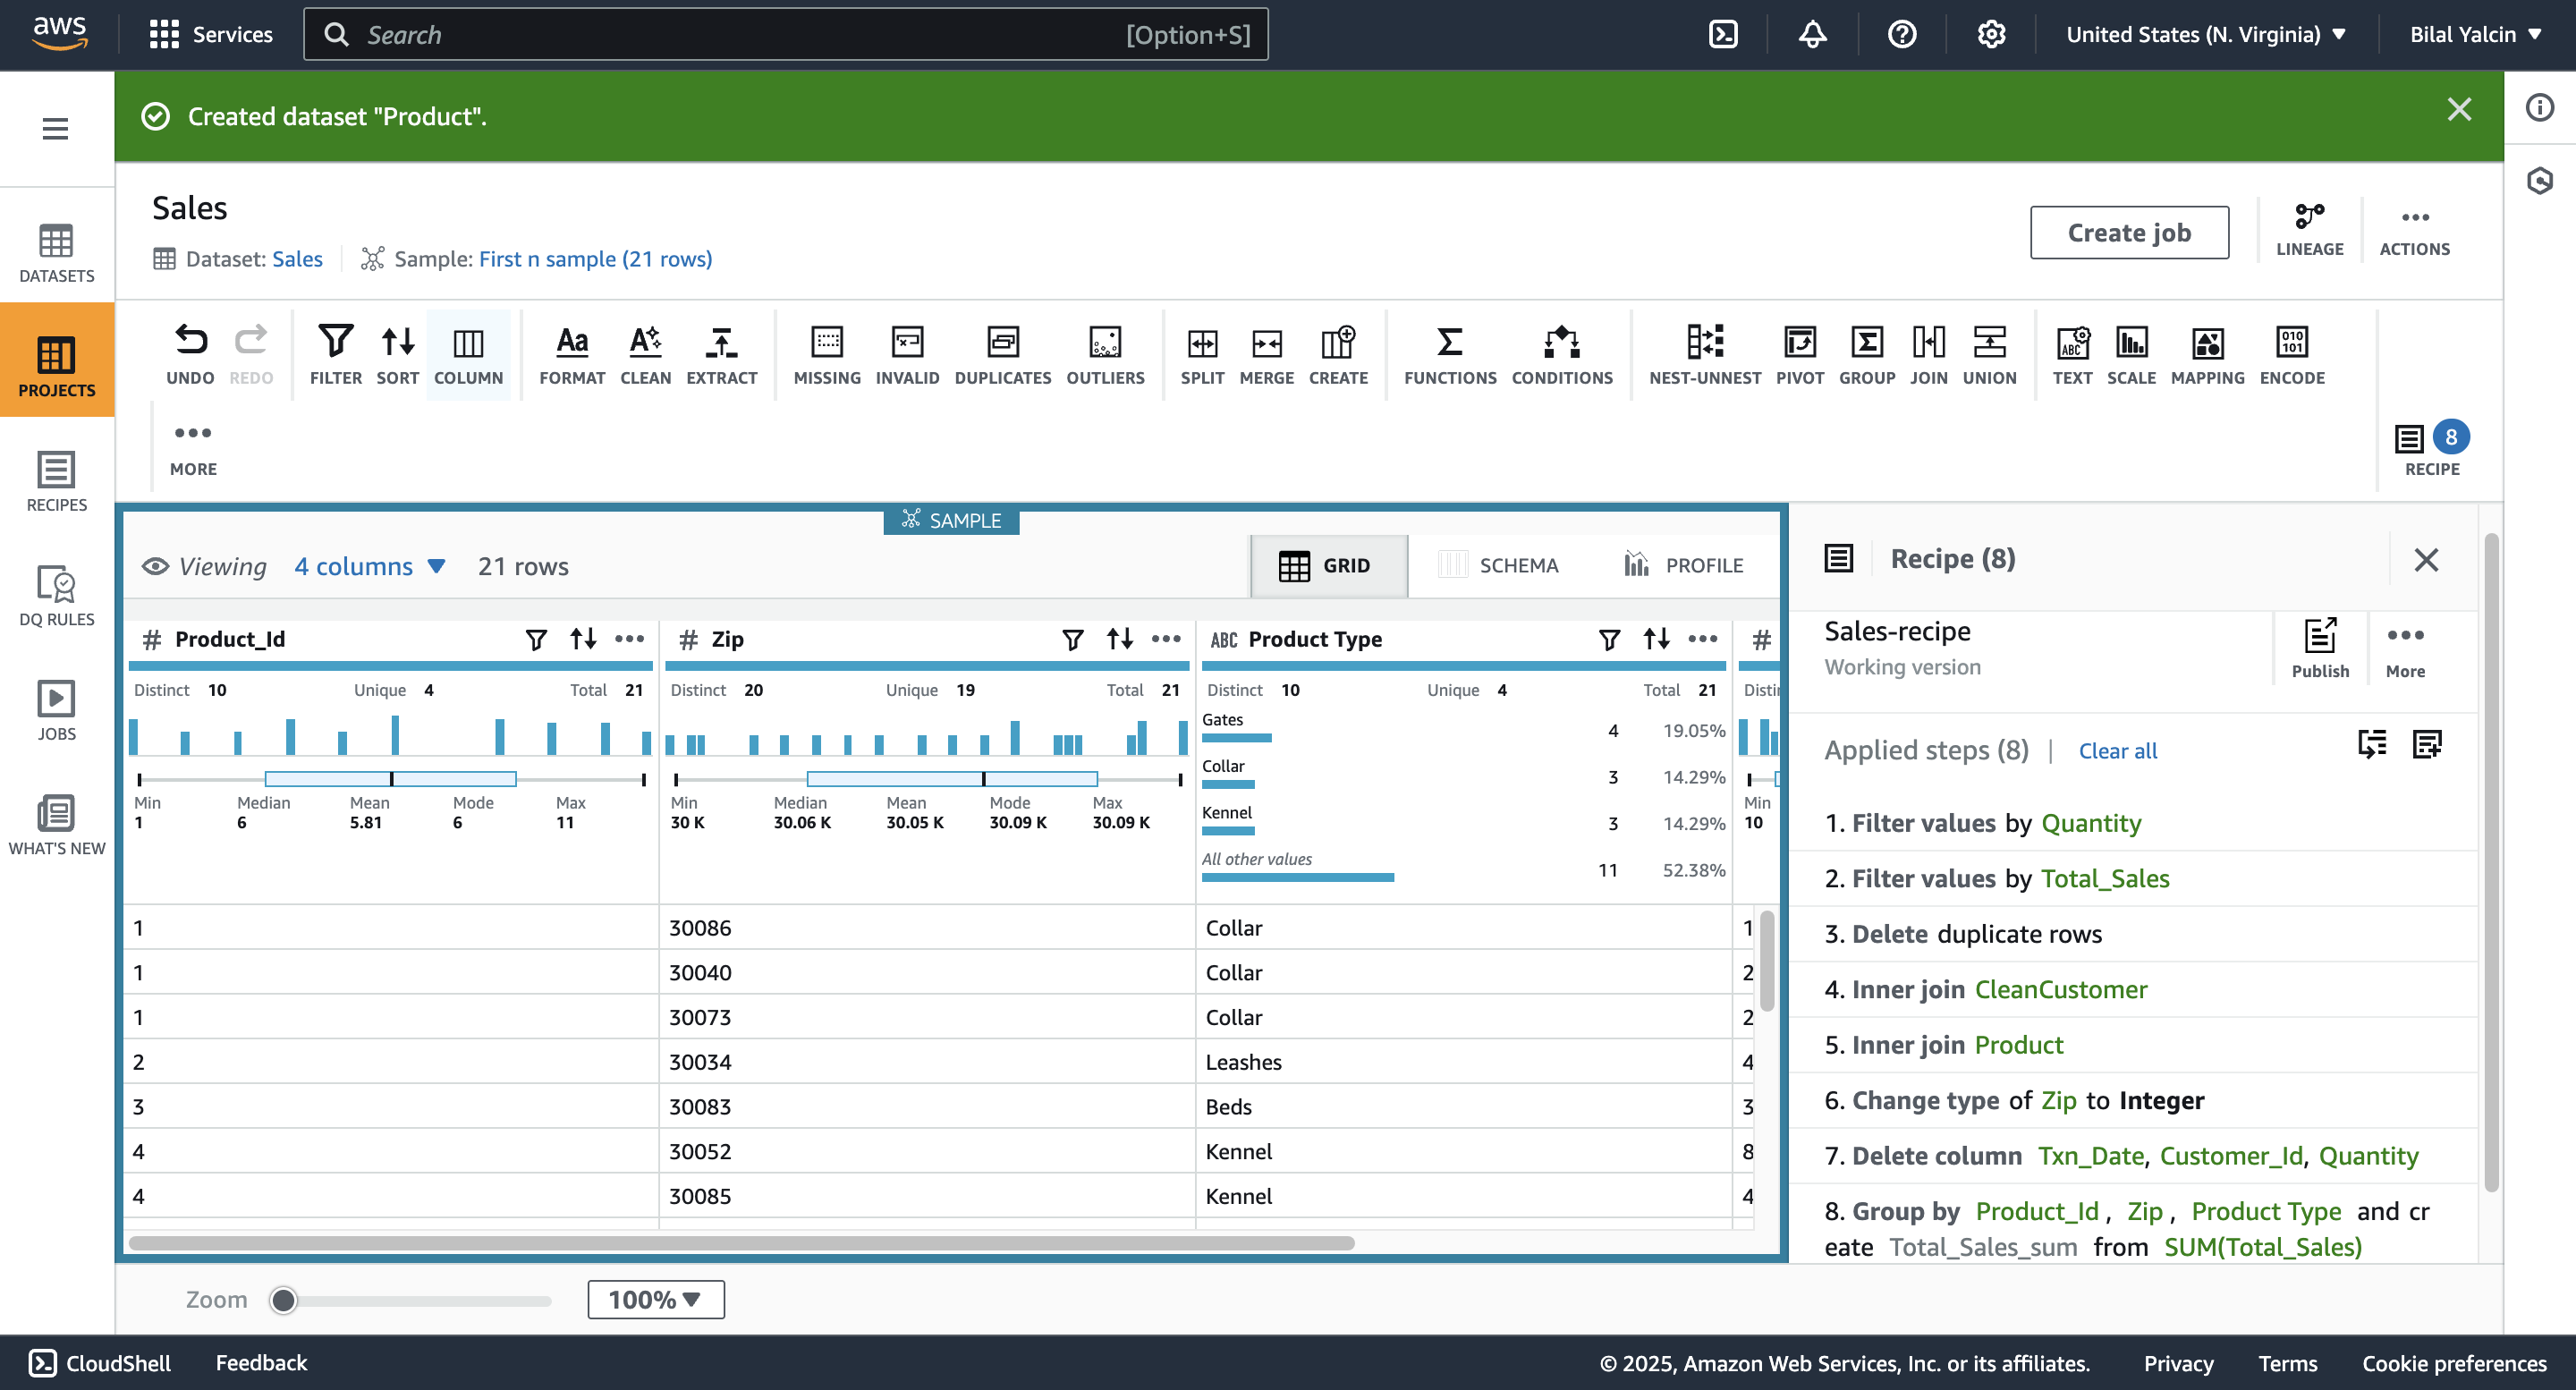 aws
Services
Search
[Option+S]
United States (N. Virginia)
Bilal Yalcin
Created dataset "Product".
DATASETS
PROJECTS
RECIPES
DQ RULES
JOBS
WHAT'S NEW
Sales
Dataset: Sales
Sample: First n sample (21 rows)
Create job
LINEAGE
ACTIONS
UNDO
REDO
FILTER
SORT
COLUMN
Aa
FORMAT
CLEAN
EXTRACT
MISSING
INVALID
DUPLICATES
OUTLIERS
SPLIT
MERGE
CREATE
FUNCTIONS
CONDITIONS
NEST-UNNEST
PIVOT
GROUP
JOIN
UNION
ABC
TEXT
SCALE
MAPPING
010
101
ENCODE
MORE
8
RECIPE
SAMPLE
Viewing 4 columns 21 rows
GRID
SCHEMA
PROFILE
# Product_Id
# Zip
ABC Product Type
#
Distinct 10 Unique 4 Total 21
Distinct 20 Unique 19 Total 21
Distinct 10 Unique 4 Total 21
Distin
Gates 4 19.05%
Collar 3 14.29%
Kennel 3 14.29%
All other values 11 52.38%
Min Median Mean Mode Max
1 6 5.81 6 11
Min Median Mean Mode Max
30 K 30.06 K 30.05 K 30.09 K 30.09 K
Min
10
1 30086 Collar 1
1 30040 Collar 2
1 30073 Collar 2
2 30034 Leashes 4
3 30083 Beds 3
4 30052 Kennel 8
4 30085 Kennel 4
Zoom
100%
Recipe (8)
Sales-recipe
Working version
Publish
More
Applied steps (8) | Clear all
1. Filter values by Quantity
2. Filter values by Total_Sales
3. Delete duplicate rows
4. Inner join CleanCustomer
5. Inner join Product
6. Change type of Zip to Integer
7. Delete column Txn_Date, Customer_Id, Quantity
8. Group by Product_Id , Zip , Product Type and cr
eate Total_Sales_sum from SUM(Total_Sales)
CloudShell
Feedback
© 2025, Amazon Web Services, Inc. or its affiliates.
Privacy
Terms
Cookie preferences